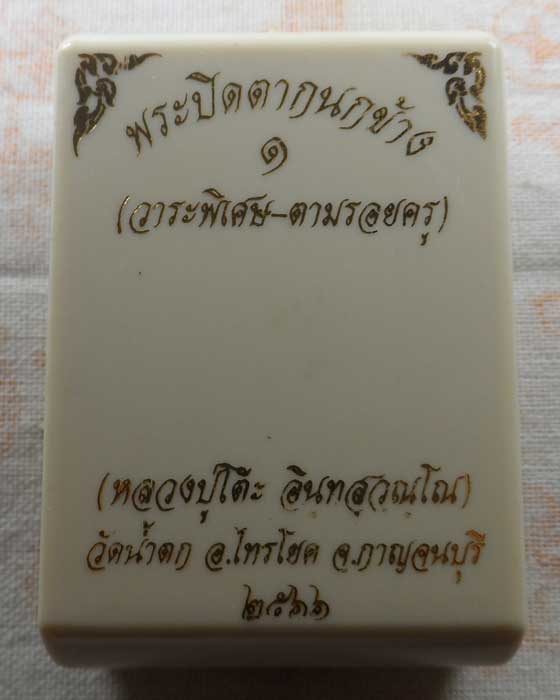 พระปิดตากนกข้าง
๑
(วาระพิเศษ-ตามรอยครู)
(หลวงปู่โต๊ะ อินฺทสุวณฺโณ)
วัดน้ำตก อ.ไทรโยค จ.กาญจนบุรี
๒๕๑๑